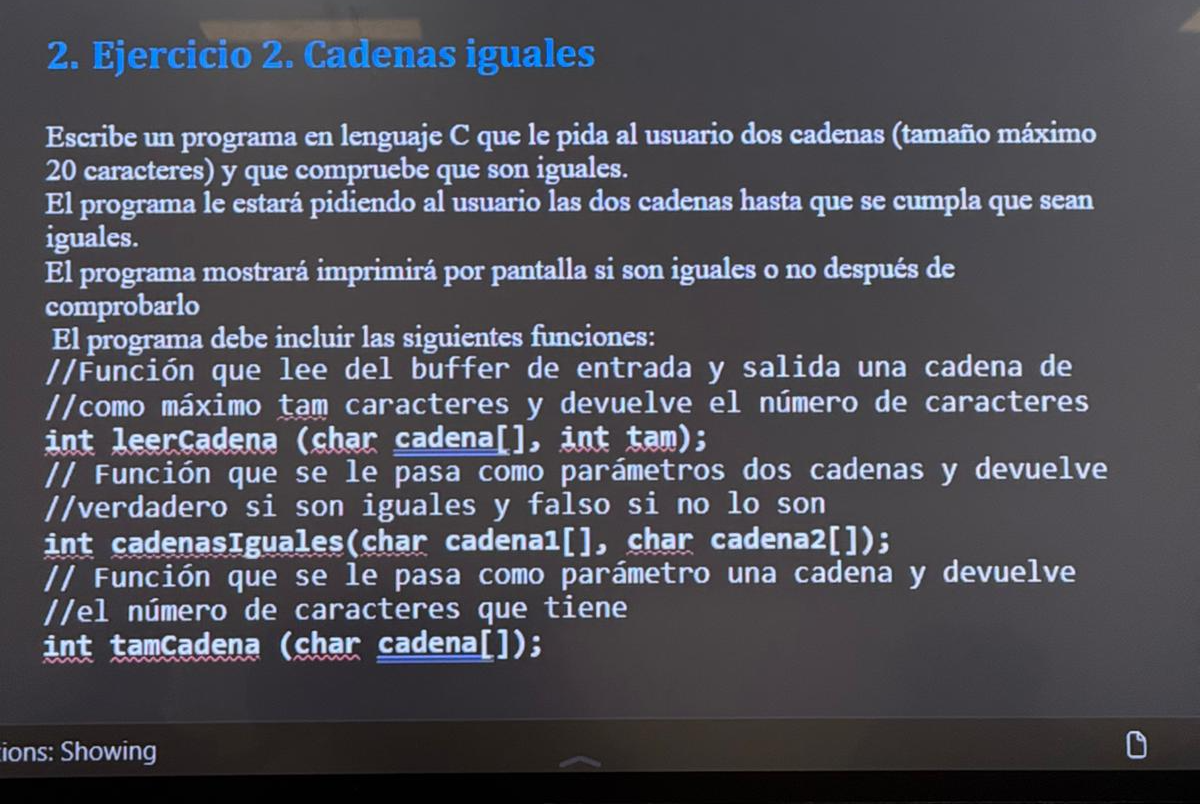 2. Ejercicio 2. Cadenas iguales
Escribe un programa en lenguaje C que le pida al usuario dos cadenas (tamaño máximo
20 caracteres) y que compruebe que son iguales.
El programa le estará pidiendo al usuario las dos cadenas hasta que se cumpla que sean
iguales.
El programa mostrará imprimirá por pantalla si son iguales o no después de
comprobarlo
El programa debe incluir las siguientes funciones:
//Función que lee del buffer de entrada y salida una cadena de
//como máximo tam caracteres y devuelve el número de caracteres
int leerCadena (char cadena[], int tam);
// Función que se le pasa como parámetros dos cadenas y devuelve
//verdadero si son iguales y falso si no lo son
int cadenasIguales(char cadena1[], char cadena2[]);
// Función que se le pasa como parámetro una cadena y devuelve
//el número de caracteres que tiene
int tamCadena (char cadena[]);
ions: Showing